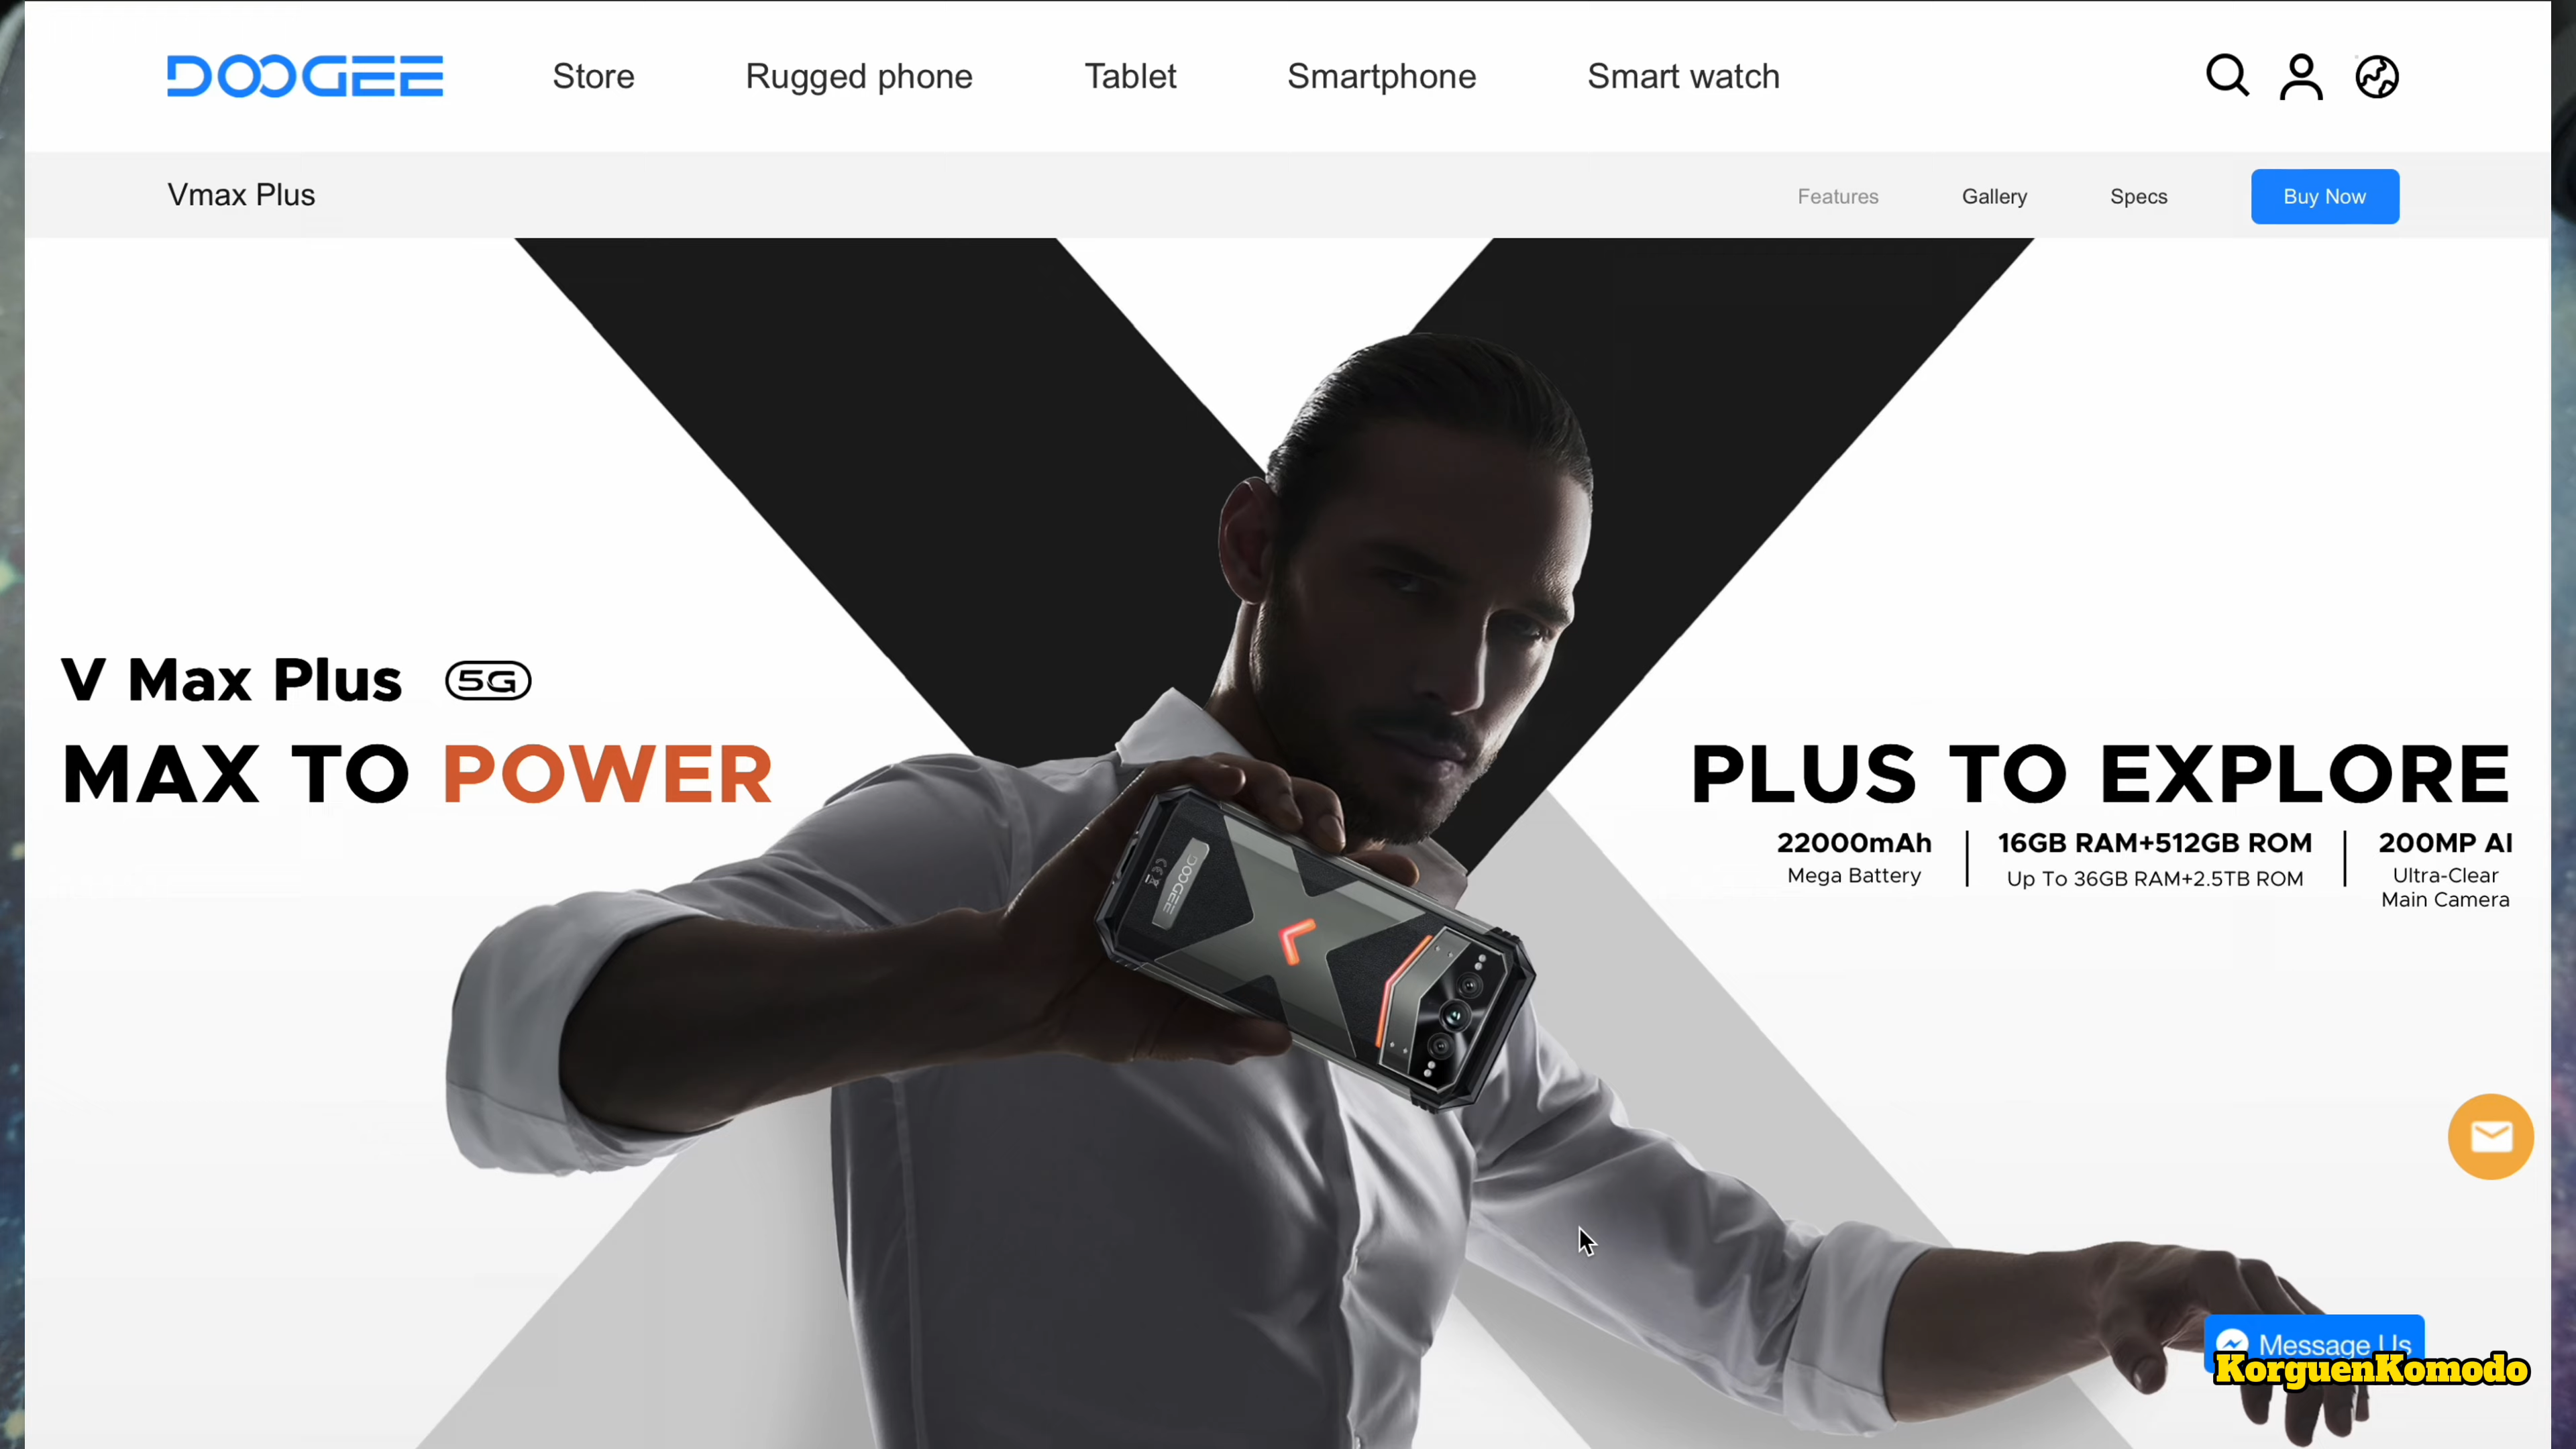 DOOGEE Store Rugged phone Tablet Smartphone Smart watch
Vmax Plus Features Gallery Specs Buy Now
V Max Plus 5G
MAX TO POWER
PLUS TO EXPLORE
22000mAh
Mega Battery
16GB RAM+512GB ROM
Up To 36GB RAM+2.5TB ROM
200MP AI
Ultra-Clear
Main Camera
DOOGEE
CE
Message Us
KorguenKomodo